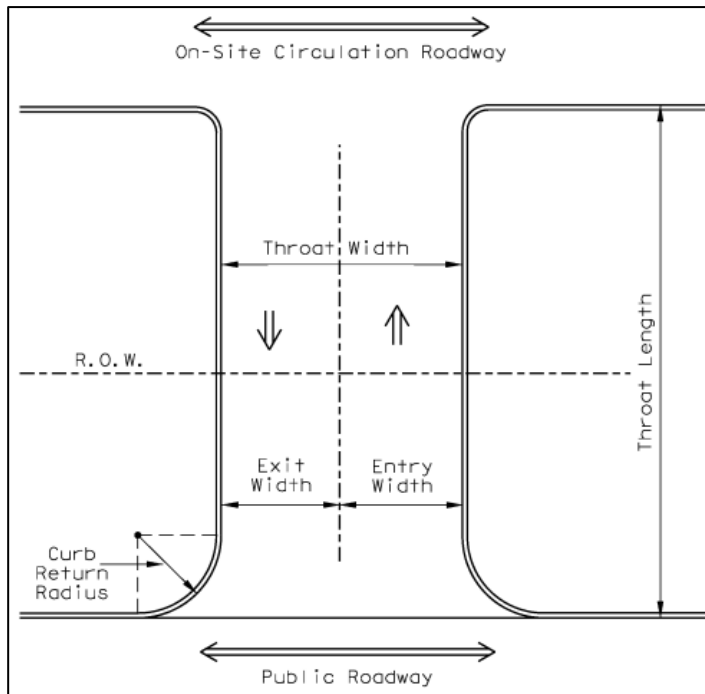 On-Site Circulation Roadway
Throat Width
R.O.W.
Throat Length
Exit
Width
Entry
Width
Curb
Return
Radius
Public Roadway